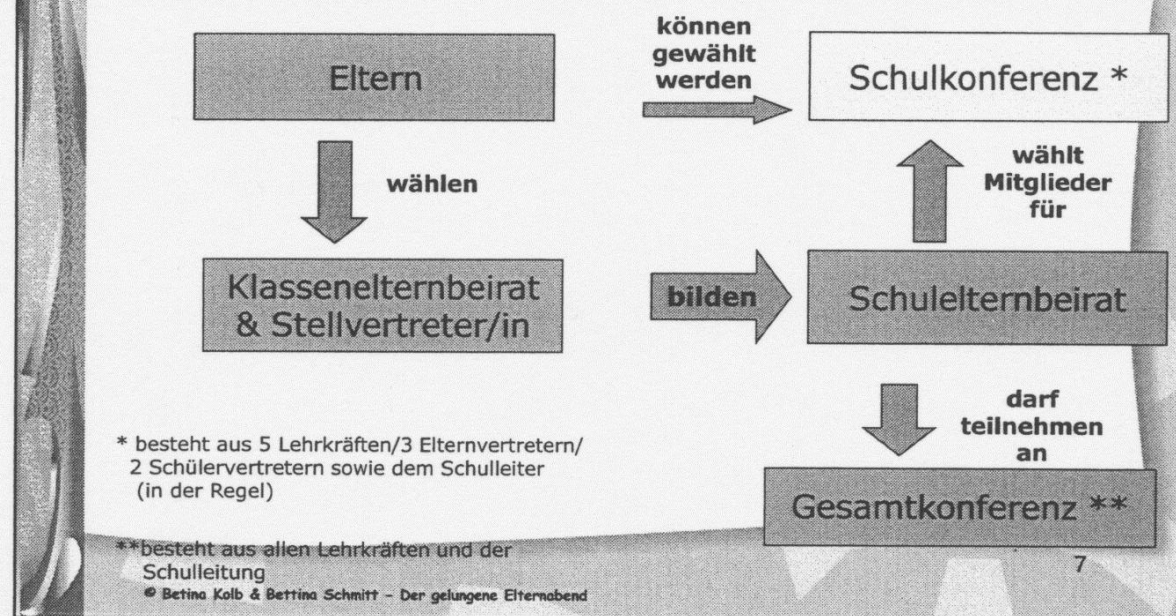 Eltern
können
gewählt
werden
Schulkonferenz *
wählen
wählt
Mitglieder
für
Klassenelternbeirat
& Stellvertreter/in
bilden
Schulelternbeirat
darf
teilnehmen
an
* besteht aus 5 Lehrkräften/3 Elternvertretern/
2 Schülervertretern sowie dem Schulleiter
(in der Regel)
Gesamtkonferenz **
**besteht aus allen Lehrkräften und der
Schulleitung
© Betina Kolb & Bettina Schmitt - Der gelungene Elternabend
7